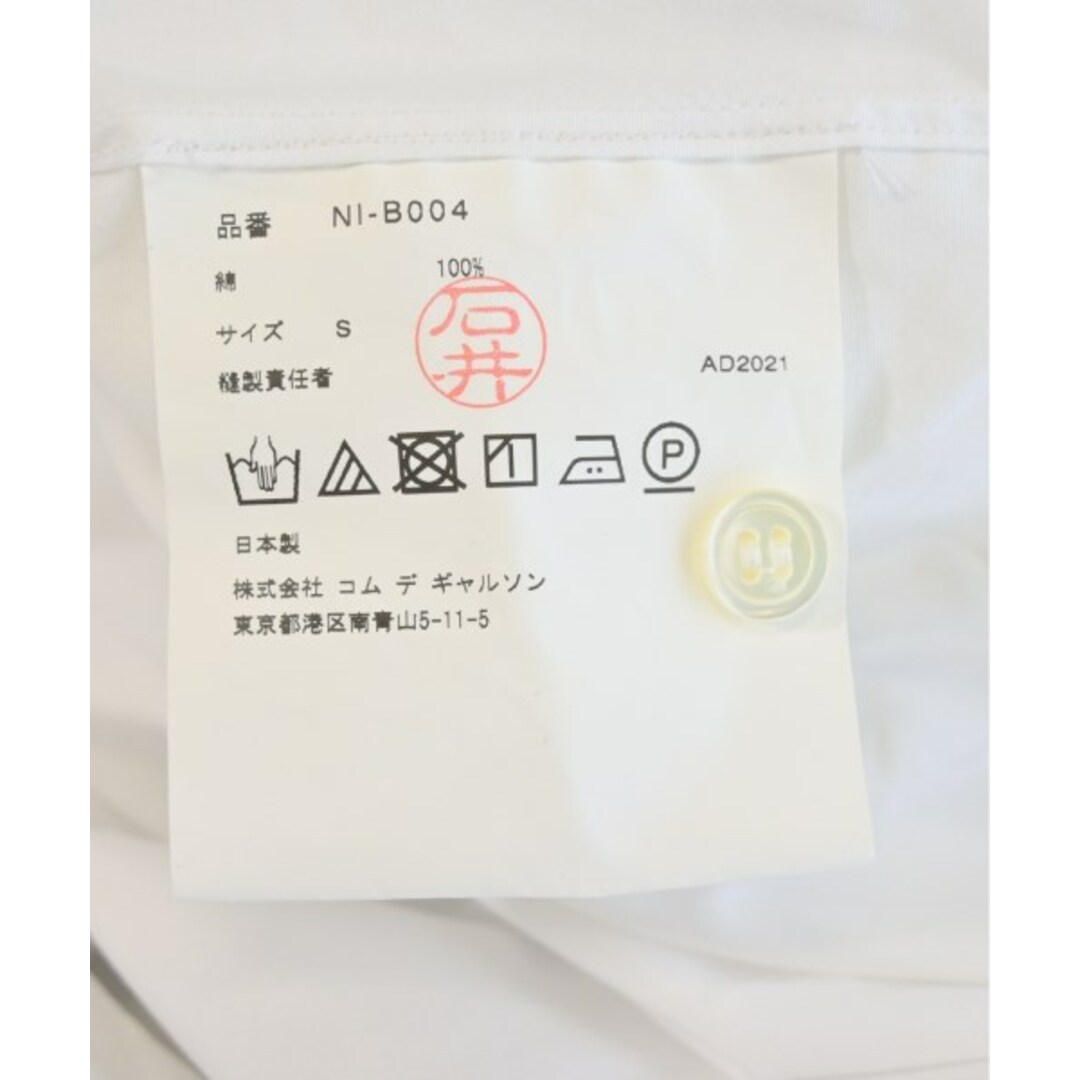 品番 NI-B004
綿 100%
サイズ S
縫製責任者 石井 AD2021
P
日本製
株式会社 コム デ ギャルソン
東京都港区南青山5-11-5